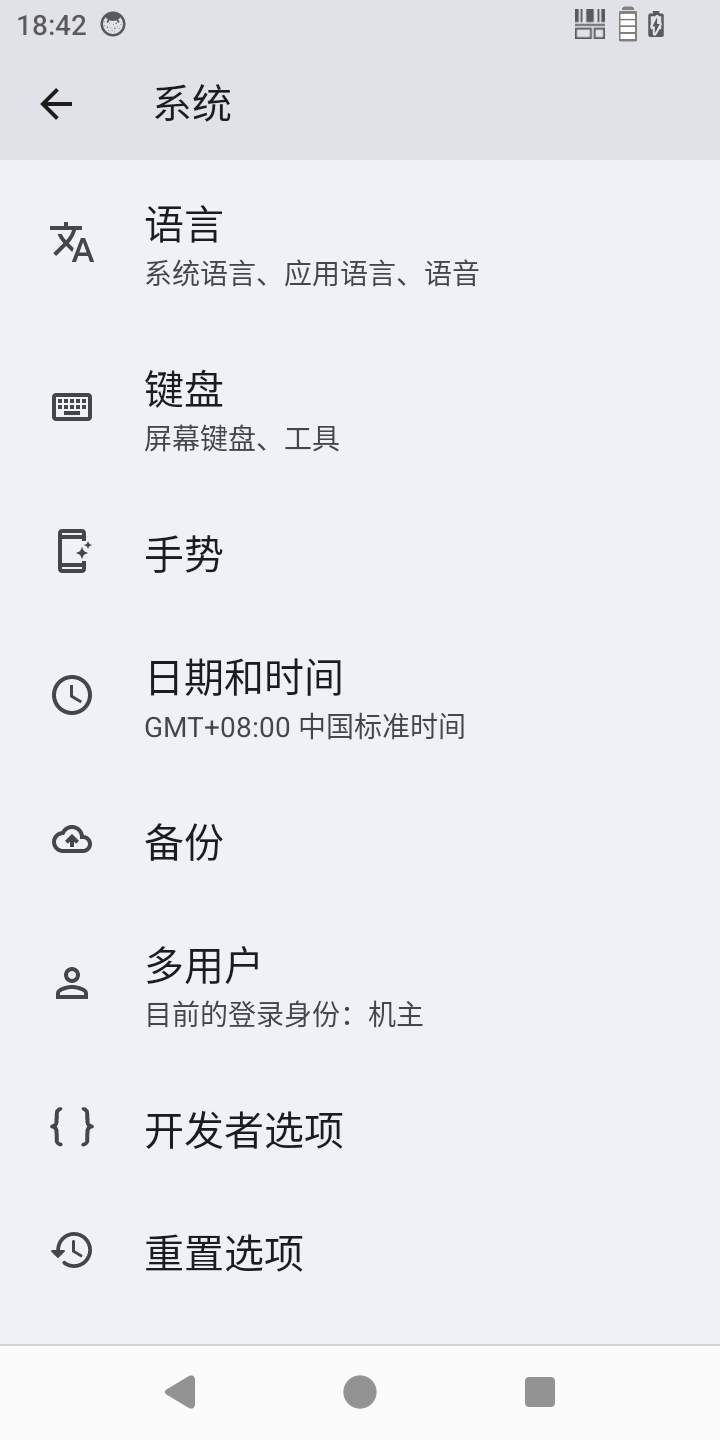 18:42
系统
语言
系统语言、应用语言、语音
键盘
屏幕键盘、工具
手势
日期和时间
GMT+08:00 中国标准时间
备份
多用户
目前的登录身份：机主
开发者选项
重置选项